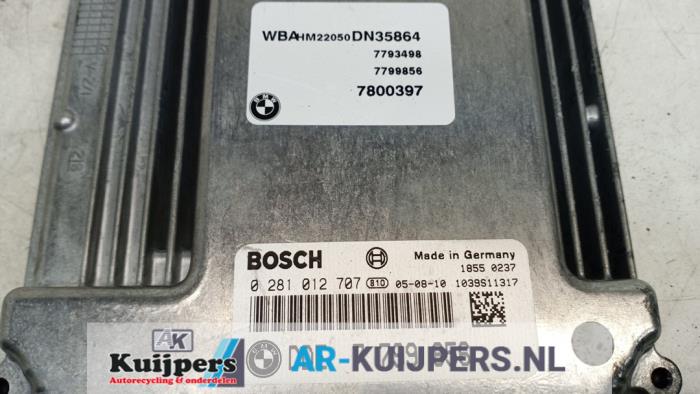 WBAHM22050DN35864
7793498
7799856
7800397
BMW
BOSCH
Made in Germany
1855 0237
0 281 012 707 810 05-08-10 1039S11317
AK
Kuijpers
Autorecycling & onderdelen
AR-KUIJPERS.NL